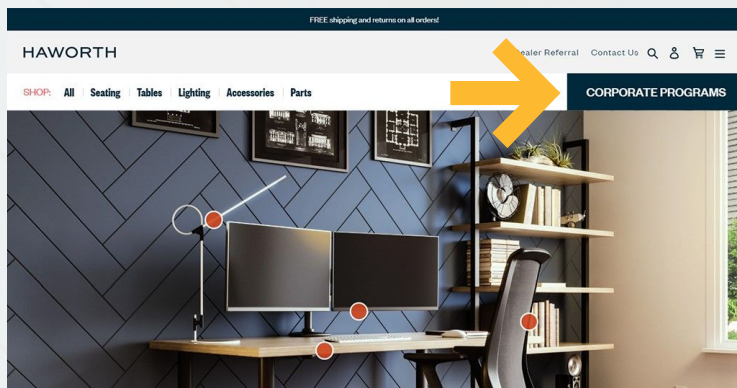 FREE shipping and returns on all orders!
HAWORTH
ealer Referral Contact Us
SHOP: All Seating Tables Lighting Accessories Parts
CORPORATE PROGRAMS